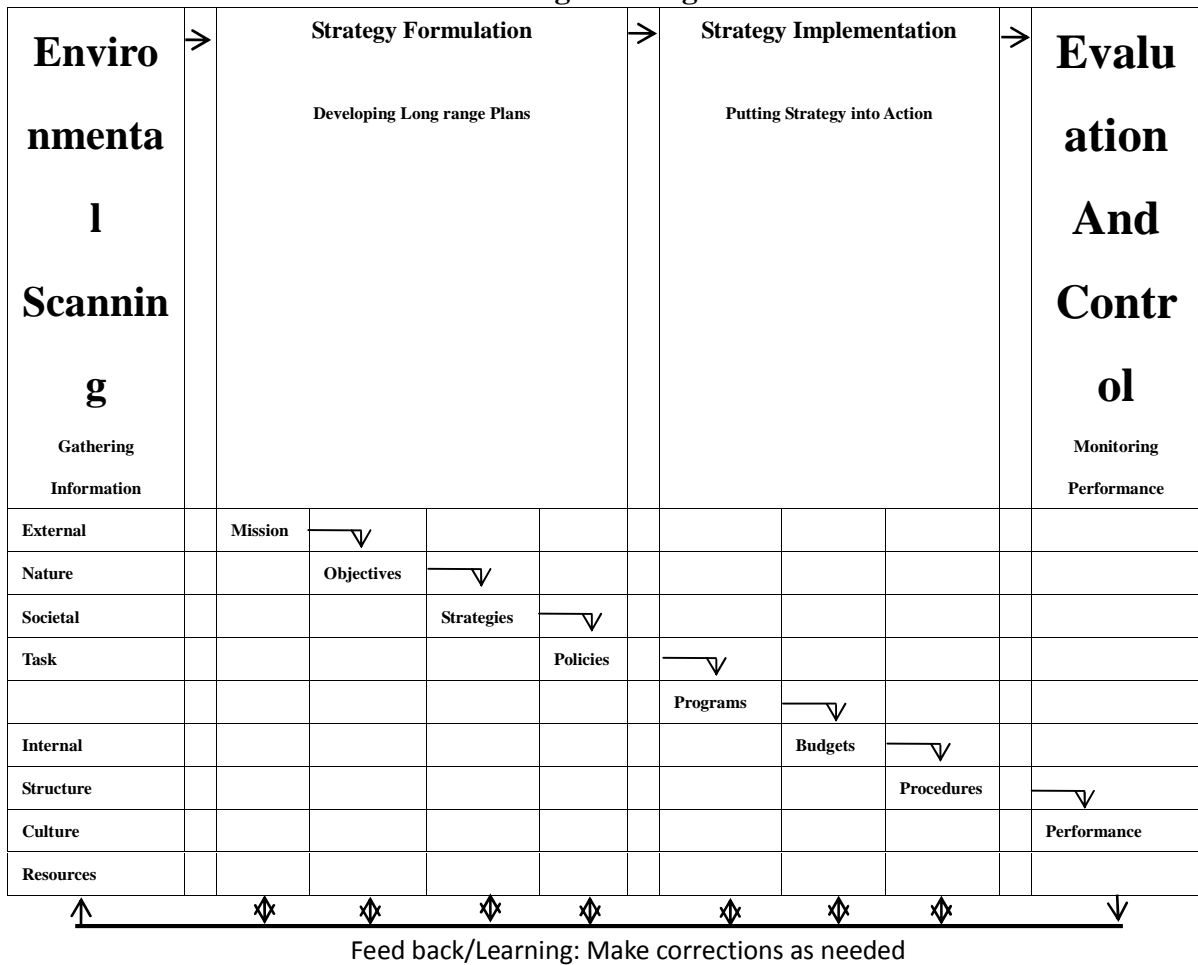 Enviro
nmenta
l
Scannin
g
Gathering
Information
Strategy Formulation
Developing Long range Plans
Strategy Implementation
Putting Strategy into Action
Evalu
ation
And
Contr
ol
Monitoring
Performance
External Mission
Nature Objectives
Societal Strategies
Task Policies
Programs
Internal Budgets
Structure Procedures
Culture Performance
Resources
Feed back/Learning: Make corrections as needed